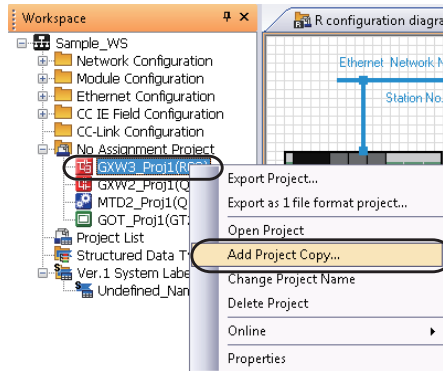 Workspace
R configuration diagra
Sample_WS
Network Configuration
Module Configuration
Ethernet Configuration
CC IE Field Configuration
CC-Link Configuration
No Assignment Project
GXW3_Proj1(
GXW2_Proj1(Q
MTD2_Proj1(Q
GOT_Proj1(GT
Project List
Structured Data T
Ver.1 System Labe
Undefined_Nan
Ethernet Network N
Station No.
Export Project...
Export as 1 file format project...
Open Project
Add Project Copy...
Change Project Name
Delete Project
Online
Properties